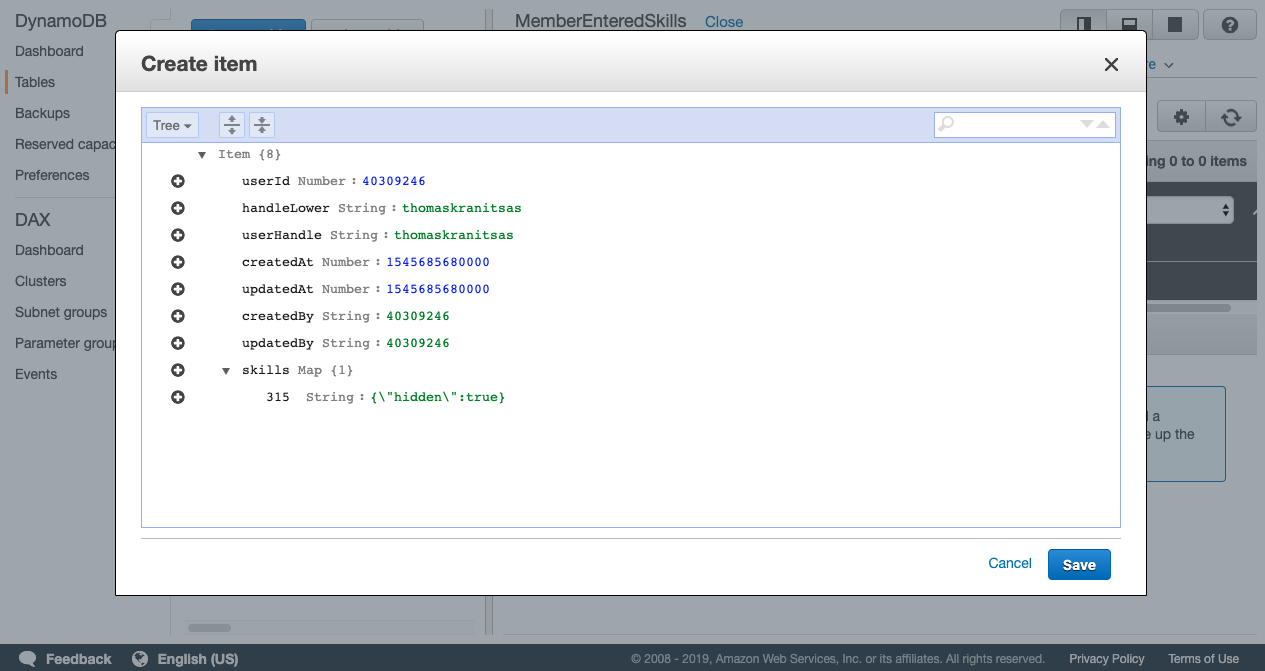 DynamoDB
Dashboard
Tables
Backups
Reserved capac
Preferences
DAX
Dashboard
Clusters
Subnet groups
Parameter group
Events
MemberEnteredSkills Close
Create item
Tree
Item {8}
userId Number : 40309246
handleLower String : thomaskranitsas
userHandle String : thomaskranitsas
createdAt Number : 1545685680000
updatedAt Number : 1545685680000
createdBy String : 40309246
updatedBy String : 40309246
skills Map {1}
315 String : {\"hidden\":true}
Cancel Save
ing 0 to 0 items
a
e up the
Feedback English (US) © 2008 - 2019, Amazon Web Services, Inc. or its affiliates. All rights reserved. Privacy Policy Terms of Use